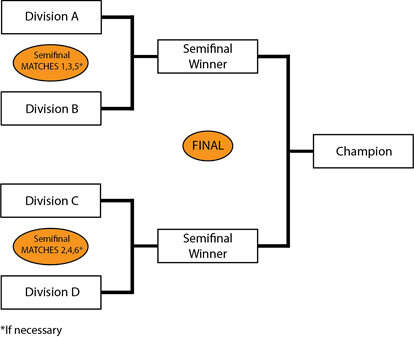 Division A
Semifinal
MATCHES 1,3,5*
Division B
Semifinal
Winner
FINAL
Champion
Division C
Semifinal
MATCHES 2,4,6*
Division D
Semifinal
Winner
*If necessary